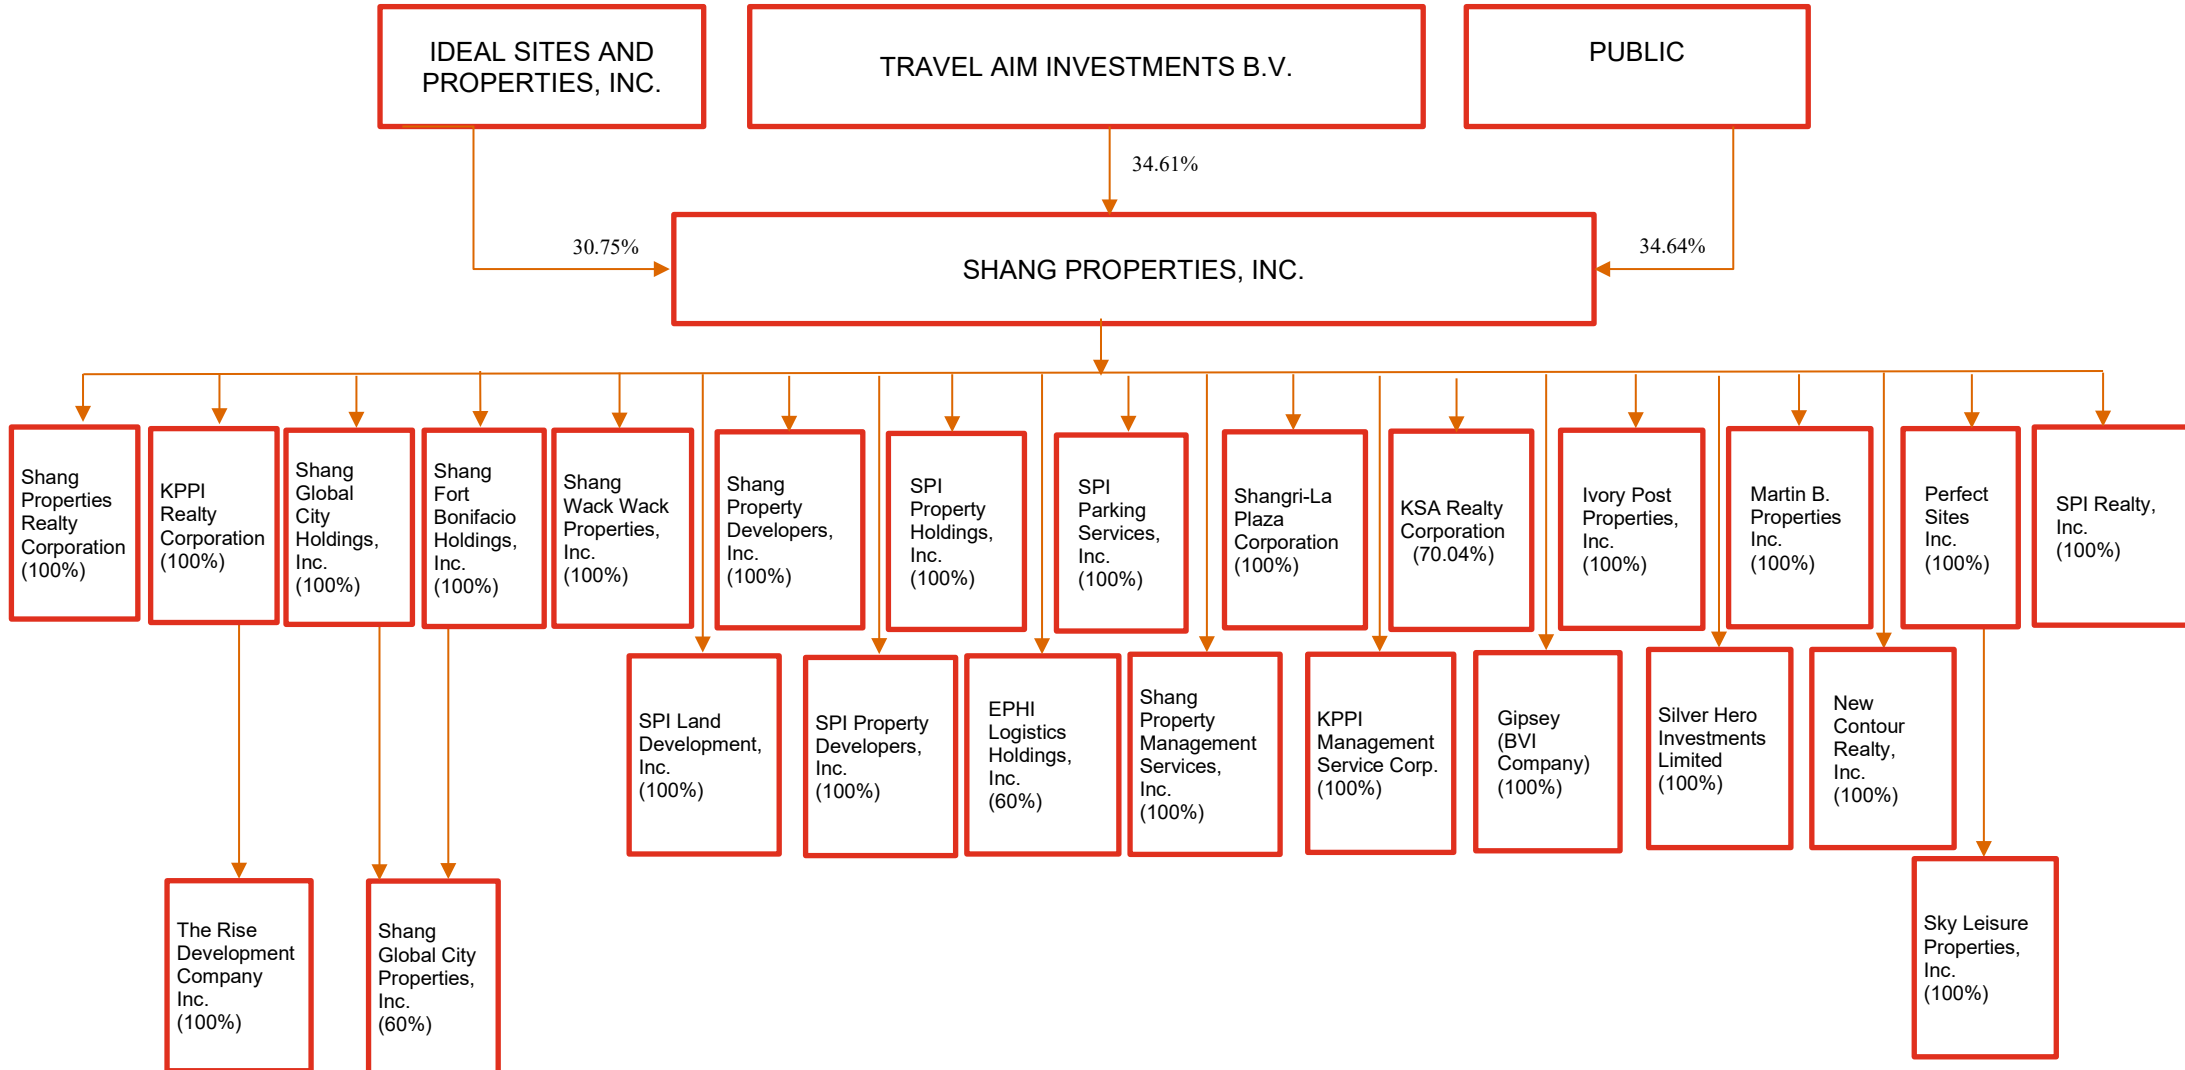 IDEAL SITES AND
PROPERTIES, INC.
TRAVEL AIM INVESTMENTS B.V.
PUBLIC
34.61%
30.75%
34.64%
SHANG PROPERTIES, INC.
Shang
Properties
Realty
Corporation
(100%)
KPPI
Realty
Corporation
(100%)
Shang
Global
City
Holdings,
Inc.
(100%)
Shang
Fort
Bonifacio
Holdings,
Inc.
(100%)
Shang
Wack Wack
Properties,
Inc.
(100%)
Shang
Property
Developers,
Inc.
(100%)
SPI
Property
Holdings,
Inc.
(100%)
SPI
Parking
Services,
Inc.
(100%)
Shangri-La
Plaza
Corporation
(100%)
KSA Realty
Corporation
(70.04%)
Ivory Post
Properties,
Inc.
(100%)
Martin B.
Properties
Inc.
(100%)
Perfect
Sites
Inc.
(100%)
SPI Realty,
Inc.
(100%)
SPI Land
Development,
Inc.
(100%)
SPI Property
Developers,
Inc.
(100%)
EPHI
Logistics
Holdings,
Inc.
(60%)
Shang
Property
Management
Services,
Inc.
(100%)
KPPI
Management
Service Corp.
(100%)
Gipsey
(BVI
Company)
(100%)
Silver Hero
Investments
Limited
(100%)
New
Contour
Realty,
Inc.
(100%)
The Rise
Development
Company
Inc.
(100%)
Shang
Global City
Properties,
Inc.
(60%)
Sky Leisure
Properties,
Inc.
(100%)